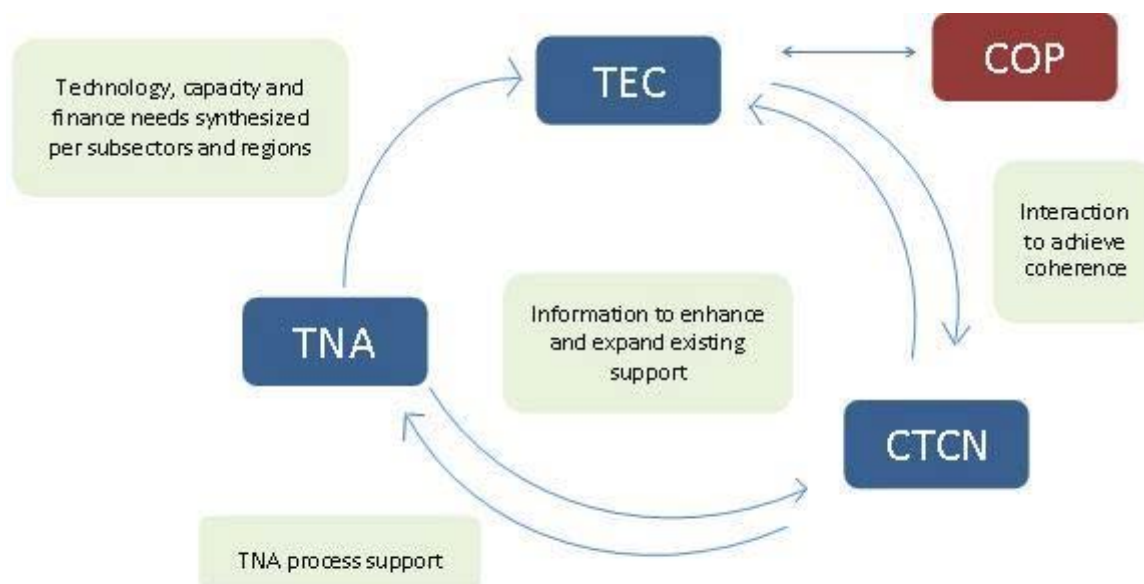 COP
TEC
Technology, capacity and
finance needs synthesized
per subsectors and regions
Interaction
to achieve
coherence
Information to enhance
and expand existing
support
TNA
CTCN
TNA process support